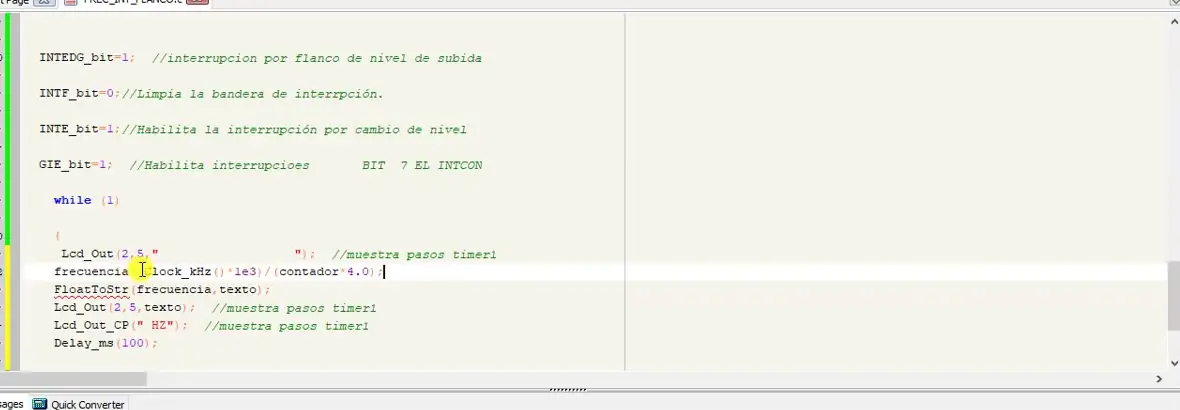 INTEDG_bit=1;  //interrupcion por flanco de nivel de subida
INTF_bit=0;//Limpia la bandera de interrpción.
INTE_bit=1;//Habilita la interrupción por cambio de nivel
GIE_bit=1;  //Habilita interrupcioes       BIT  7 EL INTCON
while (1)
{
Lcd_Out(2,5,"                  ");  //muestra pasos timer1
frecuencia Clock_kHz()*1e3)/(contador*4.0);
FloatToStr(frecuencia,texto);
Lcd_Out(2,5,texto);  //muestra pasos timer1
Lcd_Out_CP(" HZ");  //muestra pasos timer1
Delay_ms(100);
Quick Converter